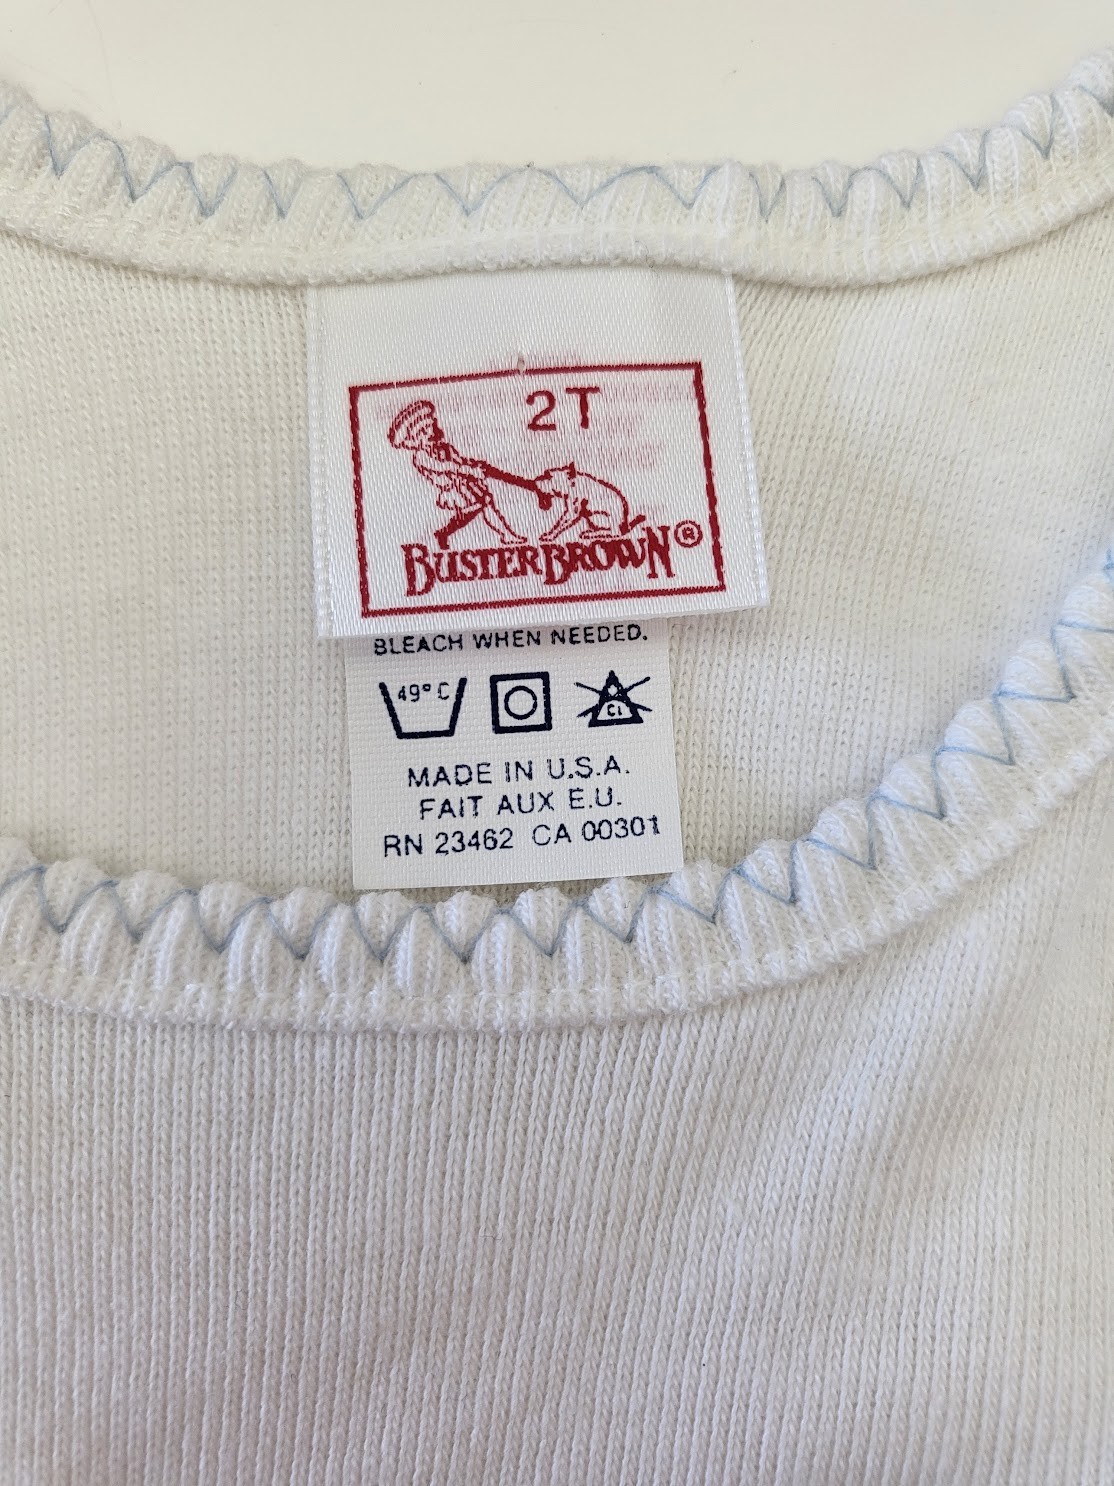 2T
BUSTER BROWN®
BLEACH WHEN NEEDED.
49°C
CL
MADE IN U.S.A.
FAIT AUX E.U.
RN 23462 CA 00301